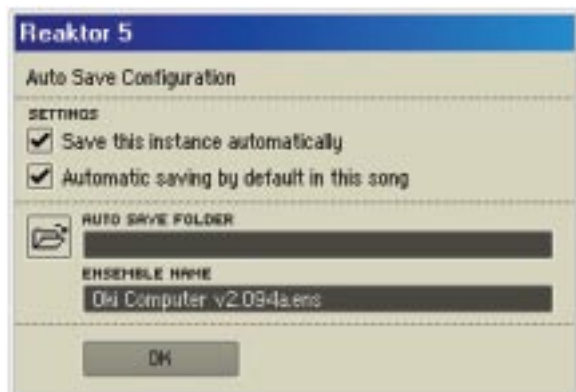 Reaktor 5
Auto Save Configuration
SETTINGS
Save this instance automatically
Automatic saving by default in this song
AUTO SAVE FOLDER
ENSEMBLE NAME
Oki Computer v2.094a.ens
OK